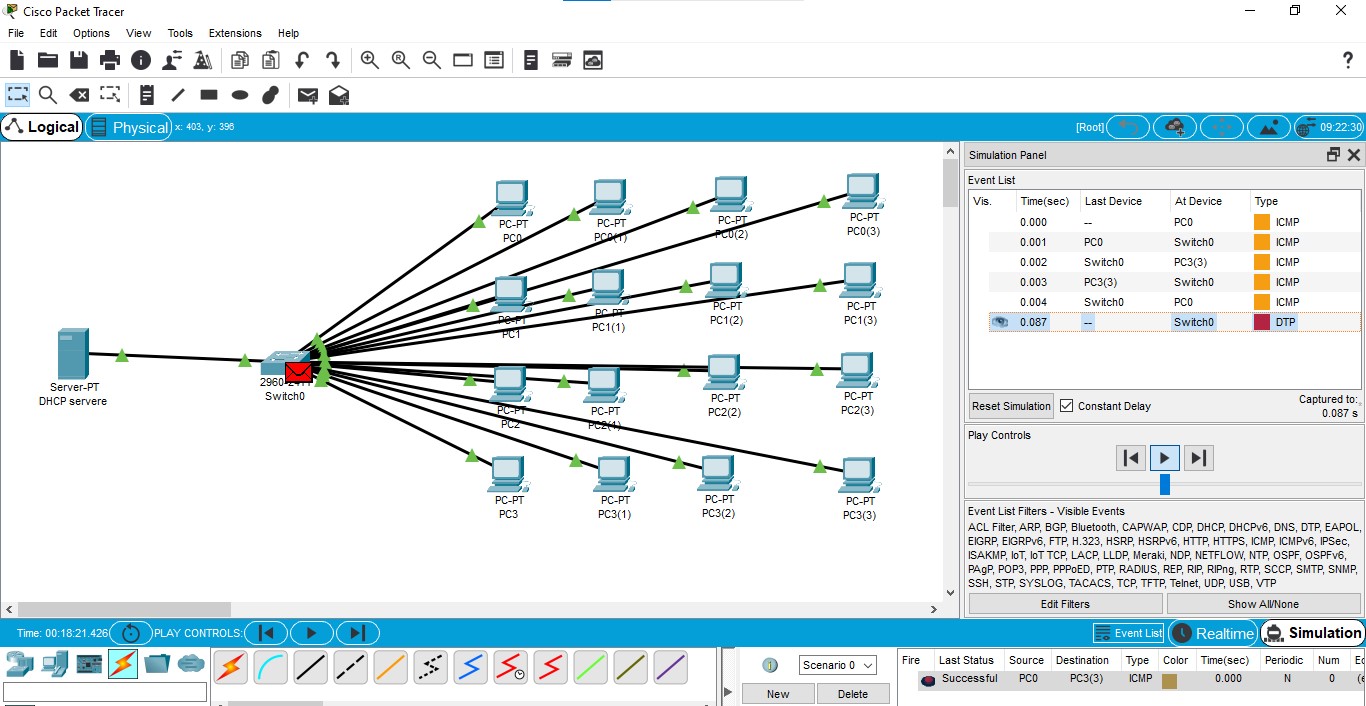 Cisco Packet Tracer
File Edit Options View Tools Extensions Help
?
Logical Physical x: 403, y: 396 [Root] 09:22:30
Simulation Panel
Event List
Vis. Time(sec) Last Device At Device Type
0.000 -- PC0 ICMP
0.001 PC0 Switch0 ICMP
0.002 Switch0 PC3(3) ICMP
0.003 PC3(3) Switch0 ICMP
0.004 Switch0 PC0 ICMP
0.087 -- Switch0 DTP
Reset Simulation Constant Delay Captured to:
0.087 s
Play Controls
Event List Filters - Visible Events
ACL Filter, ARP, BGP, Bluetooth, CAPWAP, CDP, DHCP, DHCPv6, DNS, DTP, EAPOL,
EIGRP, EIGRPv6, FTP, H.323, HSRP, HSRPv6, HTTP, HTTPS, ICMP, ICMPv6, IPSec,
ISAKMP, IoT, IoT TCP, LACP, LLDP, Meraki, NDP, NETFLOW, NTP, OSPF, OSPFv6,
PAgP, POP3, PPP, PPPoED, PTP, RADIUS, REP, RIP, RIPng, RTP, SCCP, SMTP, SNMP,
SSH, STP, SYSLOG, TACACS, TCP, TFTP, Telnet, UDP, USB, VTP
Edit Filters Show All/None
PC-PT PC-PT PC-PT PC-PT
PC0 PC0(1) PC0(2) PC0(3)
PC-PT PC-PT PC-PT PC-PT
PC1 PC1(1) PC1(2) PC1(3)
Server-PT
DHCP servere
Switch0
PC-PT PC-PT PC-PT PC-PT
PC2 PC2(1) PC2(2) PC2(3)
PC-PT PC-PT PC-PT PC-PT
PC3 PC3(1) PC3(2) PC3(3)
Time: 00:18:21.426 PLAY CONTROLS: Event List Realtime Simulation
Scenario 0
New Delete
Fire Last Status Source Destination Type Color Time(sec) Periodic Num
Successful PC0 PC3(3) ICMP 0.000 N 0